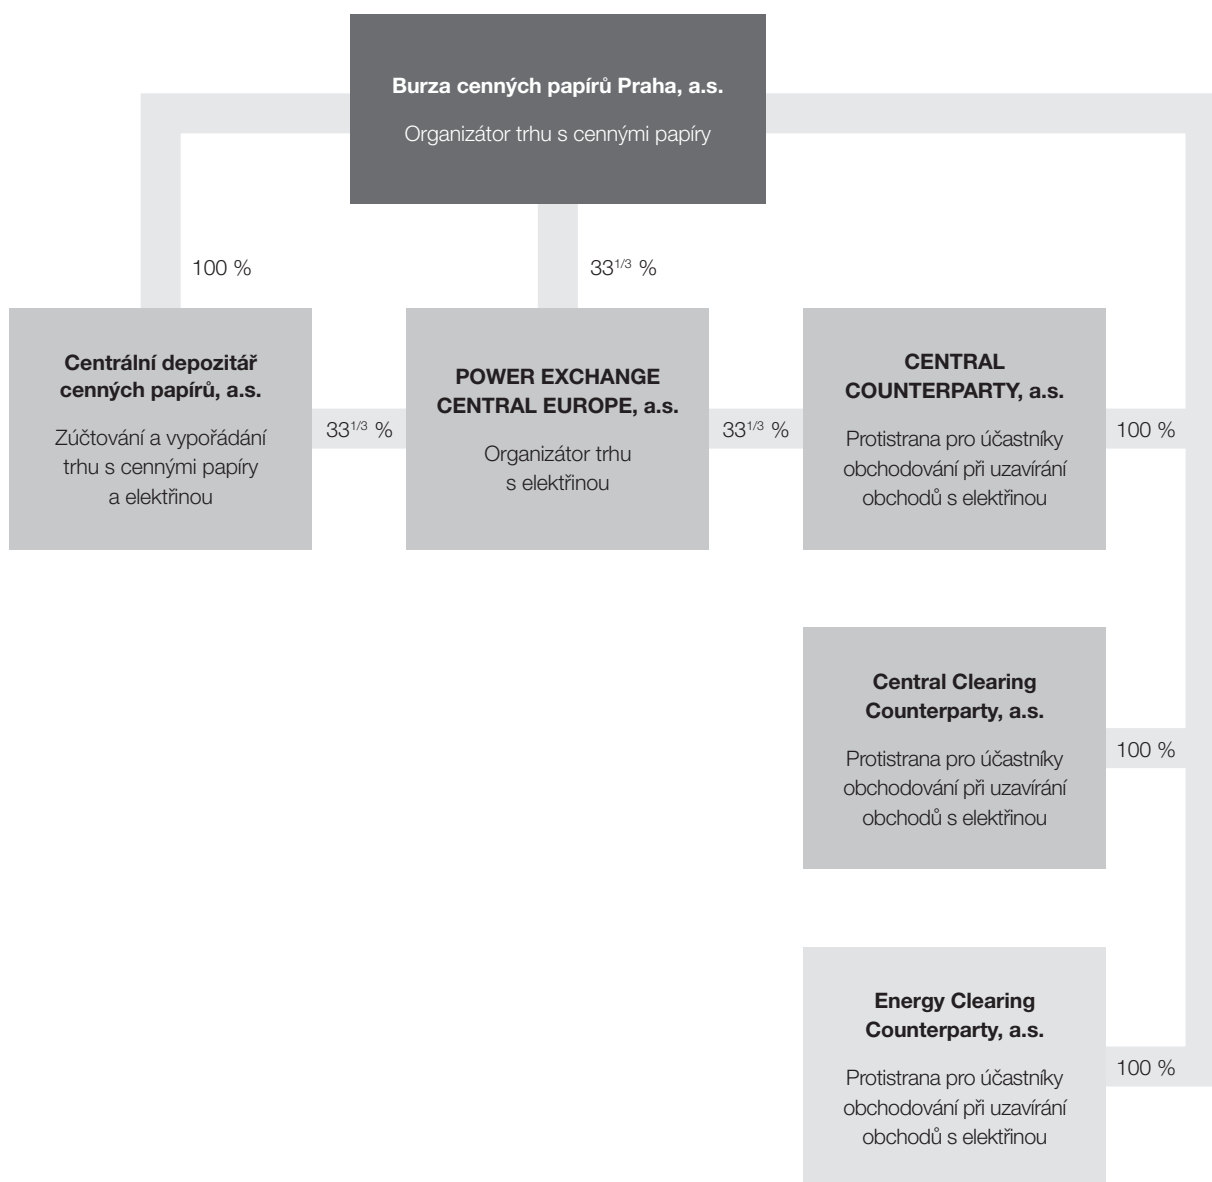 Burza cenných papírů Praha, a.s.
Organizátor trhu s cennými papíry
100 %
33 1/3 %
Centrální depozitář
cenných papírů, a.s.
Zúčtování a vypořádání
trhu s cennými papíry
a elektřinou
33 1/3 %
POWER EXCHANGE
CENTRAL EUROPE, a.s.
Organizátor trhu
s elektřinou
33 1/3 %
CENTRAL
COUNTERPARTY, a.s.
Protistrana pro účastníky
obchodování při uzavírání
obchodů s elektřinou
100 %
Central Clearing
Counterparty, a.s.
Protistrana pro účastníky
obchodování při uzavírání
obchodů s elektřinou
100 %
Energy Clearing
Counterparty, a.s.
Protistrana pro účastníky
obchodování při uzavírání
obchodů s elektřinou
100 %